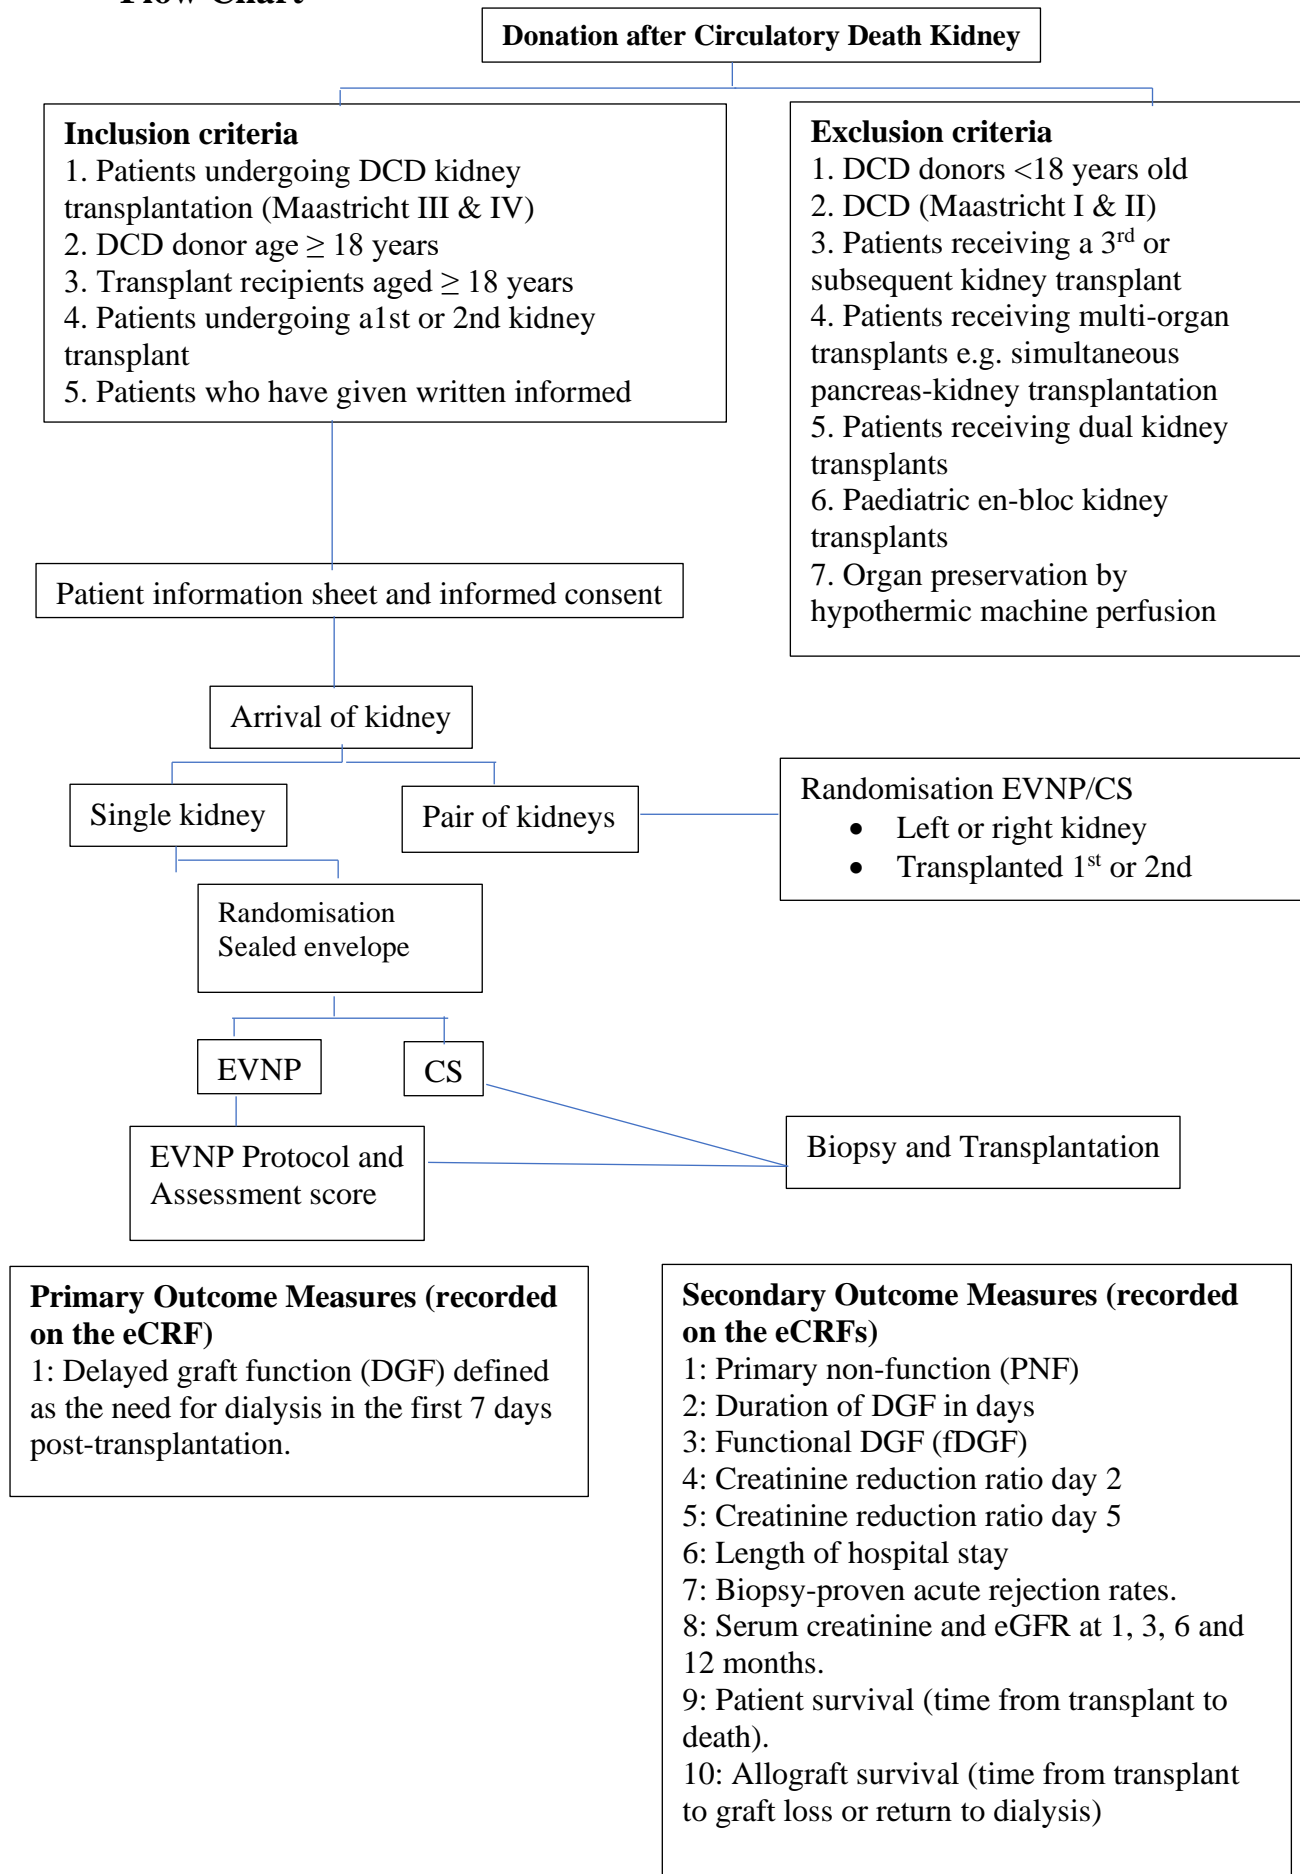 Flow Chart
Donation after Circulatory Death Kidney
Inclusion criteria
1. Patients undergoing DCD kidney
transplantation (Maastricht III & IV)
2. DCD donor age ≥ 18 years
3. Transplant recipients aged ≥ 18 years
4. Patients undergoing a1st or 2nd kidney
transplant
5. Patients who have given written informed
Exclusion criteria
1. DCD donors <18 years old
2. DCD (Maastricht I & II)
3. Patients receiving a 3rd or
subsequent kidney transplant
4. Patients receiving multi-organ
transplants e.g. simultaneous
pancreas-kidney transplantation
5. Patients receiving dual kidney
transplants
6. Paediatric en-bloc kidney
transplants
7. Organ preservation by
hypothermic machine perfusion
Patient information sheet and informed consent
Arrival of kidney
Single kidney
Pair of kidneys
Randomisation EVNP/CS
• Left or right kidney
• Transplanted 1st or 2nd
Randomisation
Sealed envelope
EVNP
CS
EVNP Protocol and
Assessment score
Biopsy and Transplantation
Primary Outcome Measures (recorded
on the eCRF)
1: Delayed graft function (DGF) defined
as the need for dialysis in the first 7 days
post-transplantation.
Secondary Outcome Measures (recorded
on the eCRFs)
1: Primary non-function (PNF)
2: Duration of DGF in days
3: Functional DGF (fDGF)
4: Creatinine reduction ratio day 2
5: Creatinine reduction ratio day 5
6: Length of hospital stay
7: Biopsy-proven acute rejection rates.
8: Serum creatinine and eGFR at 1, 3, 6 and
12 months.
9: Patient survival (time from transplant to
death).
10: Allograft survival (time from transplant
to graft loss or return to dialysis)